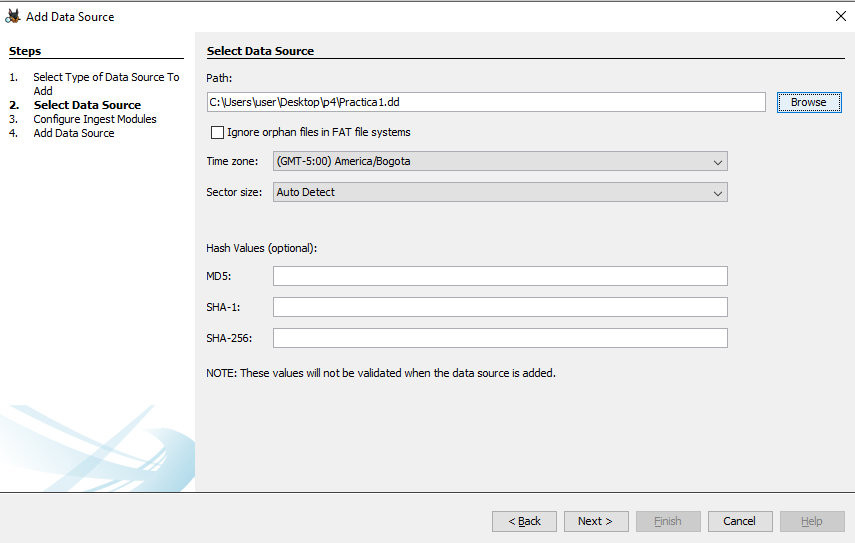 Add Data Source
Steps
1. Select Type of Data Source To
Add
2. Select Data Source
3. Configure Ingest Modules
4. Add Data Source
Select Data Source
Path:
C:\Users\user\Desktop\p4\Practica1.dd
Browse
Ignore orphan files in FAT file systems
Time zone: (GMT-5:00) America/Bogota
Sector size: Auto Detect
Hash Values (optional):
MD5:
SHA-1:
SHA-256:
NOTE: These values will not be validated when the data source is added.
< Back Next > Finish Cancel Help